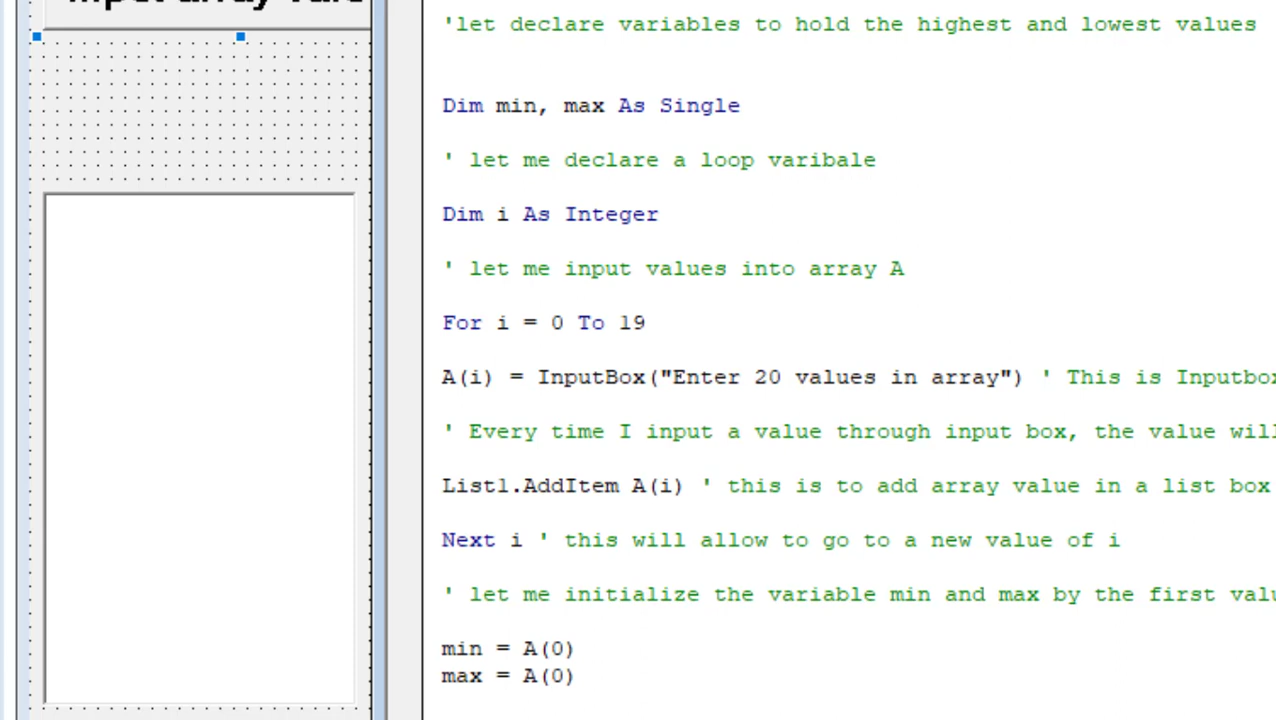 'let declare variables to hold the highest and lowest values
Dim min, max As Single
' let me declare a loop varibale
Dim i As Integer
' let me input values into array A
For i = 0 To 19
A(i) = InputBox("Enter 20 values in array") ' This is
' Every time I input a value through input box, the value
List1.AddItem A(i) ' this is to add array value in a list box
Next i ' this will allow to go to a new value of i
' let me initialize the variable min and max by the first
min = A(0)
max = A(0)